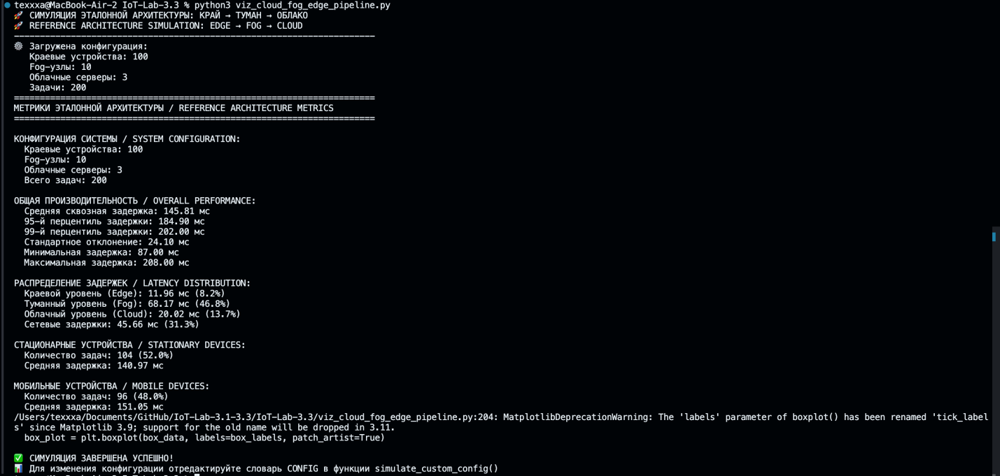 texxxa@MacBook-Air-2 IoT-Lab-3.3 % python3 viz_cloud_fog_edge_pipeline.py
🚀 СИМУЛЯЦИЯ ЭТАЛОННОЙ АРХИТЕКТУРЫ: КРАЙ → ТУМАН → ОБЛАКО
🚀 REFERENCE ARCHITECTURE SIMULATION: EDGE → FOG → CLOUD
----------------------------------------------------------------------
⚙️ Загружена конфигурация:
Краевые устройства: 100
Fog-узлы: 10
Облачные серверы: 3
Задачи: 200
======================================================================
МЕТРИКИ ЭТАЛОННОЙ АРХИТЕКТУРЫ / REFERENCE ARCHITECTURE METRICS
======================================================================
КОНФИГУРАЦИЯ СИСТЕМЫ / SYSTEM CONFIGURATION:
Краевые устройства: 100
Fog-узлы: 10
Облачные серверы: 3
Всего задач: 200
ОБЩАЯ ПРОИЗВОДИТЕЛЬНОСТЬ / OVERALL PERFORMANCE:
Средняя сквозная задержка: 145.81 мс
95-й перцентиль задержки: 184.90 мс
99-й перцентиль задержки: 202.00 мс
Стандартное отклонение: 24.10 мс
Минимальная задержка: 87.00 мс
Максимальная задержка: 208.00 мс
РАСПРЕДЕЛЕНИЕ ЗАДЕРЖЕК / LATENCY DISTRIBUTION:
Краевой уровень (Edge): 11.96 мс (8.2%)
Туманный уровень (Fog): 68.17 мс (46.8%)
Облачный уровень (Cloud): 20.02 мс (13.7%)
Сетевые задержки: 45.66 мс (31.3%)
СТАЦИОНАРНЫЕ УСТРОЙСТВА / STATIONARY DEVICES:
Количество задач: 104 (52.0%)
Средняя задержка: 140.97 мс
МОБИЛЬНЫЕ УСТРОЙСТВА / MOBILE DEVICES:
Количество задач: 96 (48.0%)
Средняя задержка: 151.05 мс
/Users/texxxa/Documents/GitHub/IoT-Lab-3.1-3.3/IoT-Lab-3.3/viz_cloud_fog_edge_pipeline.py:204: MatplotlibDeprecationWarning: The 'labels' parameter of boxplot() has been renamed 'tick_label
s' since Matplotlib 3.9; support for the old name will be dropped in 3.11.
box_plot = plt.boxplot(box_data, labels=box_labels, patch_artist=True)
✅ СИМУЛЯЦИЯ ЗАВЕРШЕНА УСПЕШНО!
📊 Для изменения конфигурации отредактируйте словарь CONFIG в функции simulate_custom_config()